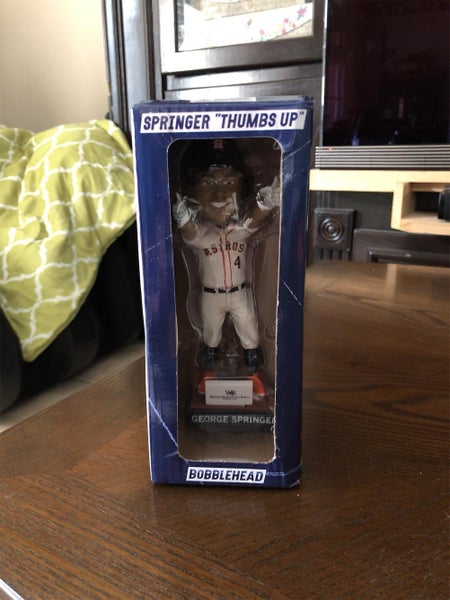 SPRINGER "THUMBS UP"
ASTROS
4
GEORGE SPRINGER
BOBBLEHEAD